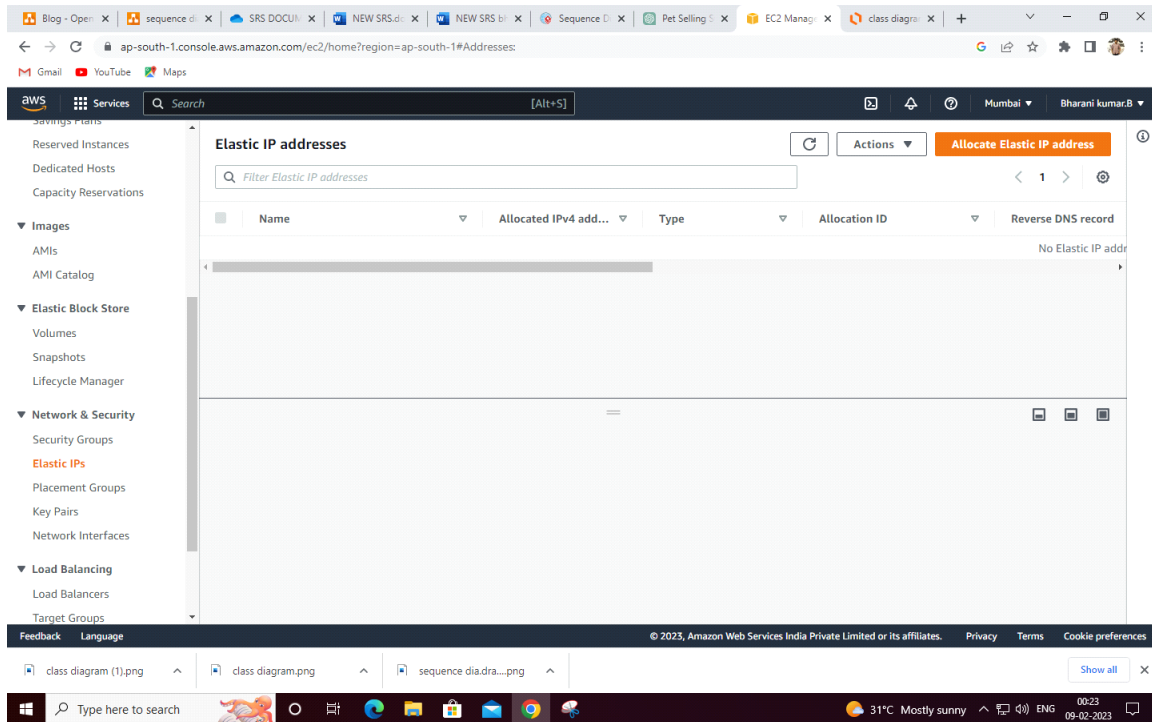 Blog - Open
sequence di
SRS DOCUM
NEW SRS.dc
NEW SRS bh
Sequence D
Pet Selling S
EC2 Manage
class diagra
ap-south-1.console.aws.amazon.com/ec2/home?region=ap-south-1#Addresses:
Gmail YouTube Maps
aws Services Search [Alt+S] Mumbai Bharani kumar.B
Savings Plans
Reserved Instances
Dedicated Hosts
Capacity Reservations
Images
AMIs
AMI Catalog
Elastic Block Store
Volumes
Snapshots
Lifecycle Manager
Network & Security
Security Groups
Elastic IPs
Placement Groups
Key Pairs
Network Interfaces
Load Balancing
Load Balancers
Target Groups
Elastic IP addresses
Actions
Allocate Elastic IP address
Filter Elastic IP addresses
1
Name Allocated IPv4 add... Type Allocation ID Reverse DNS record
No Elastic IP addr
Feedback Language © 2023, Amazon Web Services India Private Limited or its affiliates. Privacy Terms Cookie preferences
class diagram (1).png class diagram.png sequence dia.dra....png Show all
Type here to search 31°C Mostly sunny ENG 00:23
09-02-2023